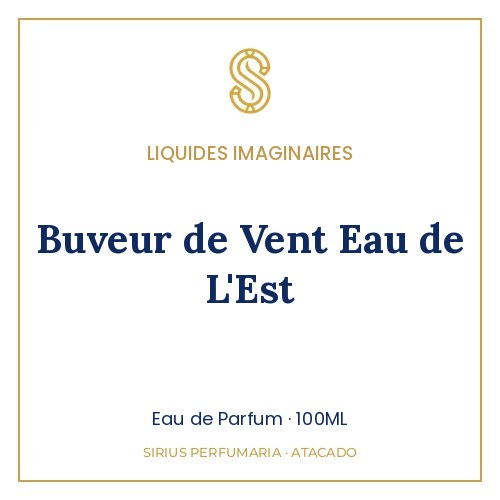 LIQUIDES IMAGINAIRES
Buveur de Vent Eau de
L'Est
Eau de Parfum · 100ML
SIRIUS PERFUMARIA · ATACADO